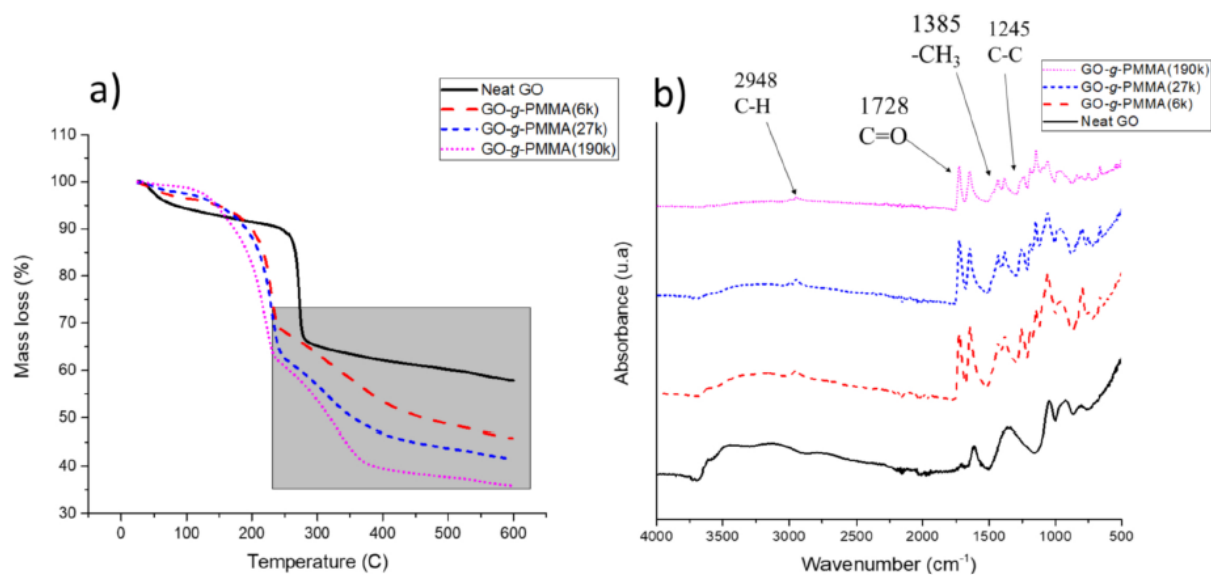 a)
Neat GO
GO-g-PMMA(6k)
GO-g-PMMA(27k)
GO-g-PMMA(190k)
110
100
90
80
70
60
50
40
30
Mass loss (%)
0 100 200 300 400 500 600
Temperature (C)
b)
1385
-CH₃
1245
C-C
2948
C-H
1728
C=O
GO-g-PMMA(190k)
GO-g-PMMA(27k)
GO-g-PMMA(6k)
Neat GO
Absorbance (u.a)
4000 3500 3000 2500 2000 1500 1000 500
Wavenumber (cm⁻¹)